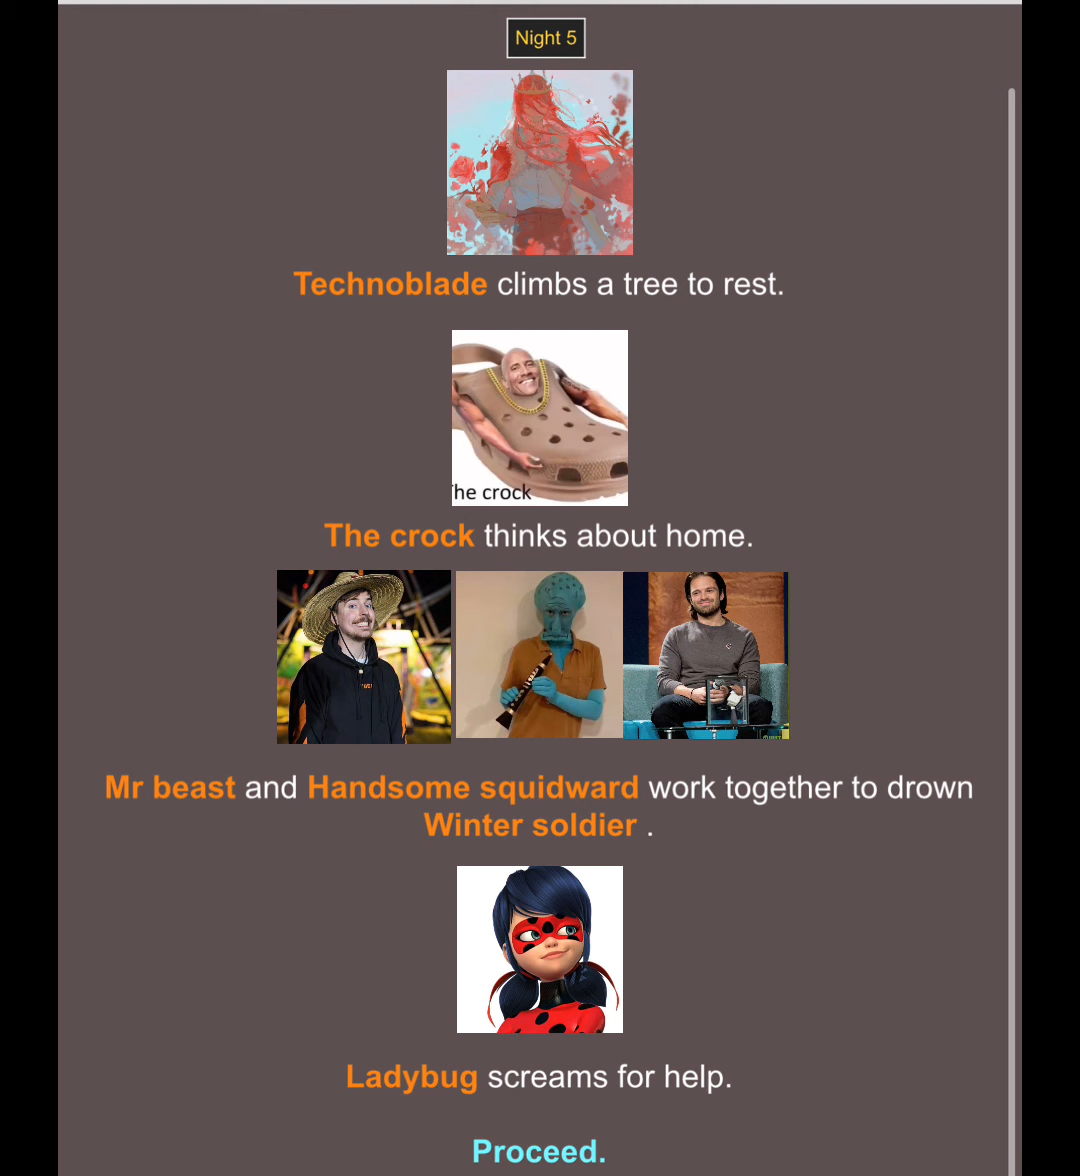 Night 5
Technoblade climbs a tree to rest.
The crock
The crock thinks about home.
Mr beast and Handsome squidward work together to drown
Winter soldier .
Ladybug screams for help.
Proceed.